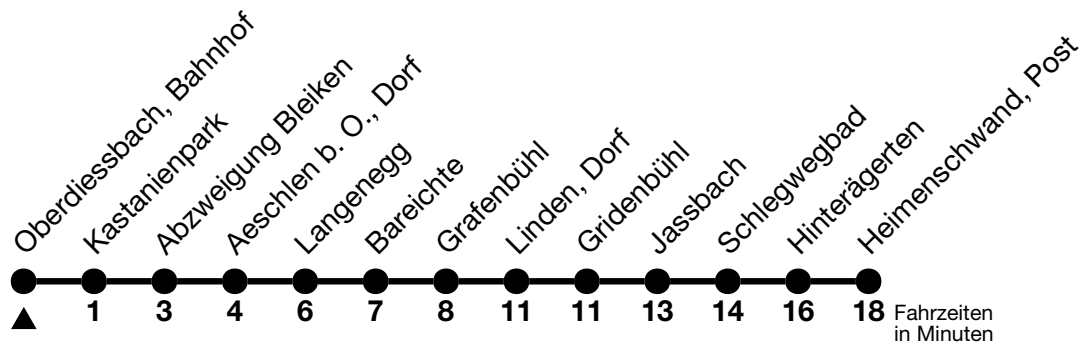 Oberdiessbach, Bahnhof
Kastanienpark
Abzweigung Bleiken
Aeschlen b. O., Dorf
Langenegg
Bareichte
Grafenbühl
Linden, Dorf
Gridenbühl
Jassbach
Schlegwegbad
Hinterägerten
Heimenschwand, Post
1 3 4 6 7 8 11 11 13 14 16 18 Fahrzeiten
in Minuten